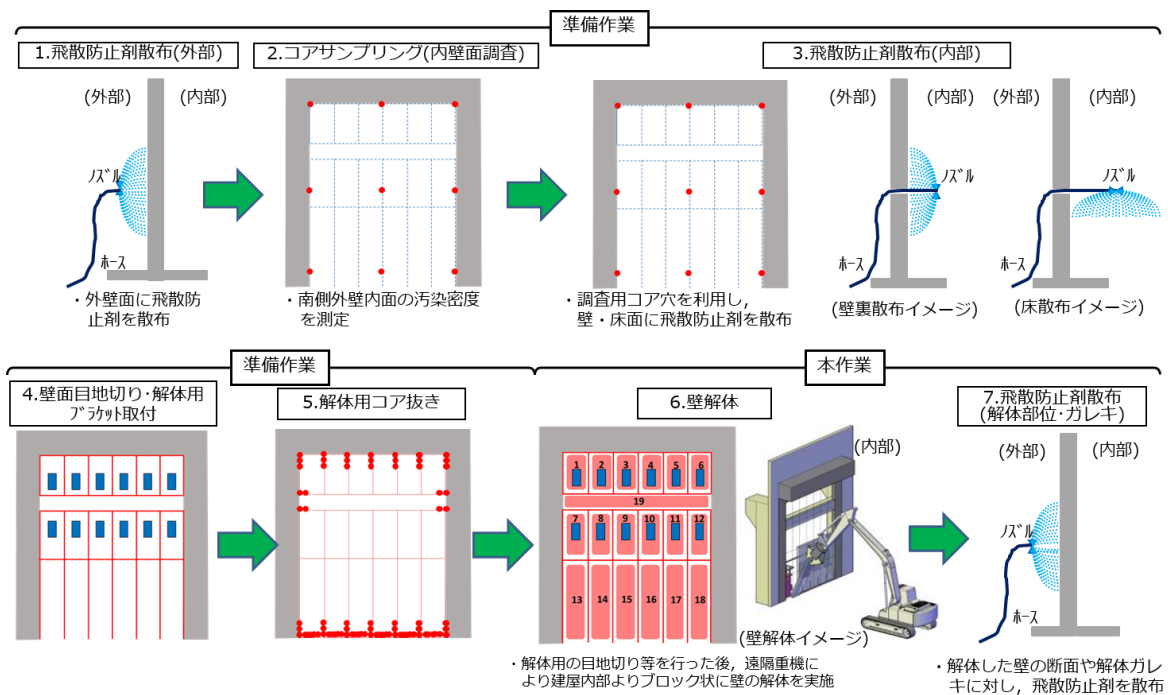 準備作業
1.飛散防止剤散布(外部)
(外部)
(内部)
ノズル
ホース
・外壁面に飛散防
止剤を散布
2.コアサンプリング(内壁面調査)
・南側外壁内面の汚染密度
を測定
・調査用コア穴を利用し,
壁・床面に飛散防止剤を散布
3.飛散防止剤散布(内部)
(外部)
(内部)
ノズル
ホース
(壁裏散布イメージ)
(外部)
(内部)
ノズル
ホース
(床散布イメージ)
準備作業
4.壁面目地切り・解体用
ブラケット取付
5.解体用コア抜き
本作業
6.壁解体
1 2 3 4 5 6
19
7 8 9 10 11 12
13 14 15 16 17 18
(内部)
(壁解体イメージ)
・解体用の目地切り等を行った後,遠隔重機に
より建屋内部よりブロック状に壁の解体を実施
7.飛散防止剤散布
(解体部位・ガレキ)
(外部)
(内部)
ノズル
ホース
・解体した壁の断面や解体ガレ
キに対し,飛散防止剤を散布